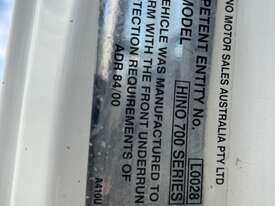 NO MOTOR SALES AUSTRALIA PTY LTD
PETENT ENTITY No. L0028
MODEL HINO 700 SERIES
EHICLE WAS MANUFACTURED TO
RM WITH THE FRONT UNDERRUN
TION REQUIREMENTS OF
ADR 84/00